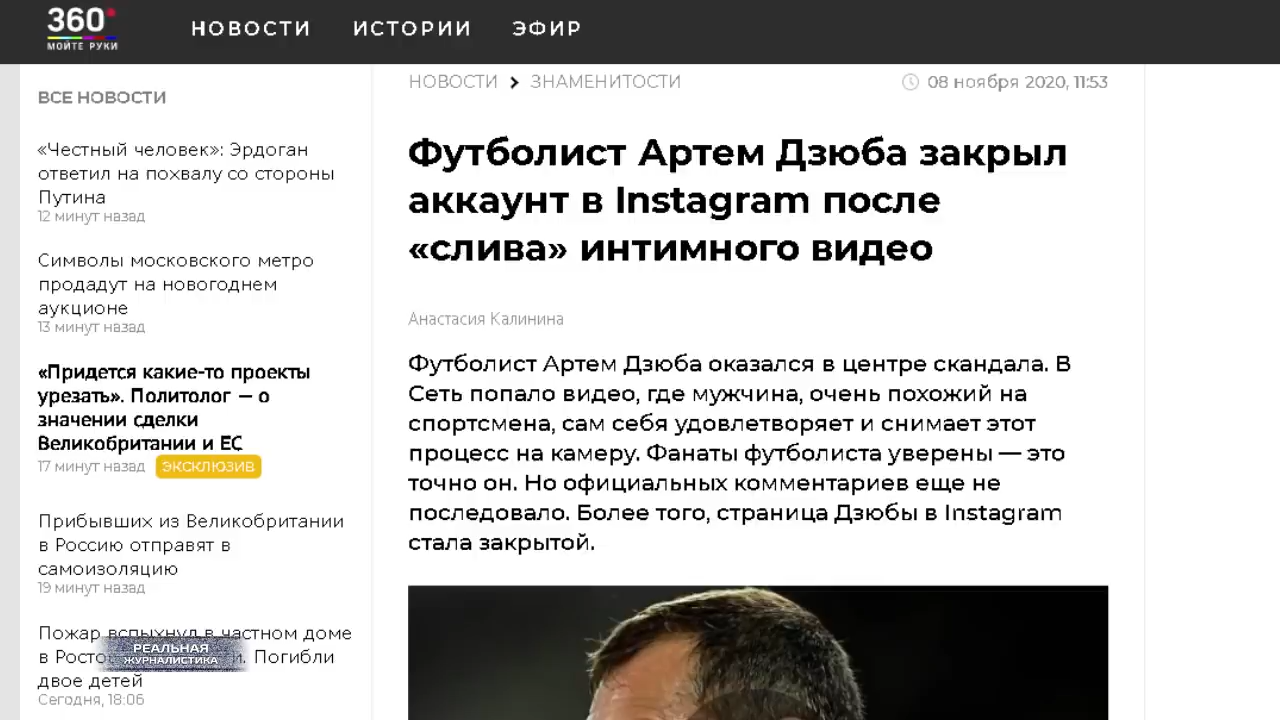 360°
МОЙТЕ РУКИ
НОВОСТИ
ИСТОРИИ
ЭФИР
ВСЕ НОВОСТИ
«Честный человек»: Эрдоган
ответил на похвалу со стороны
Путина
12 минут назад
Символы московского метро
продадут на новогоднем
аукционе
13 минут назад
«Придется какие-то проекты
урезать». Политолог — о
значении сделки
Великобритании и ЕС
17 минут назад ЭКСКЛЮЗИВ
Прибывших из Великобритании
в Россию отправят в
самоизоляцию
19 минут назад
Пожар вспыхнул в частном доме
в . Погибли
двое детей
Сегодня, 18:06
РЕАЛЬНАЯ
ЖУРНАЛИСТИКА
НОВОСТИ > ЗНАМЕНИТОСТИ
08 ноября 2020, 11:53
Футболист Артем Дзюба закрыл
аккаунт в Instagram после
«слива» интимного видео
Анастасия Калинина
Футболист Артем Дзюба оказался в центре скандала. В
Сеть попало видео, где мужчина, очень похожий на
спортсмена, сам себя удовлетворяет и снимает этот
процесс на камеру. Фанаты футболиста уверены — это
точно он. Но официальных комментариев еще не
последовало. Более того, страница Дзюбы в Instagram
стала закрытой.